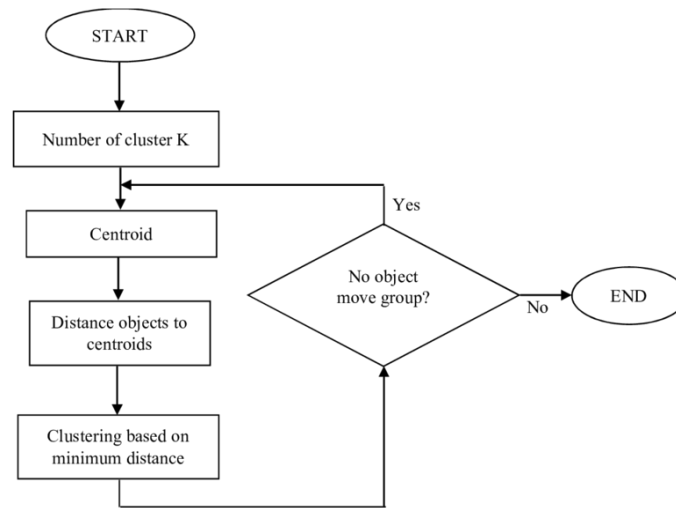 START
Number of cluster K
Yes
Centroid
No object
move group?
No
END
Distance objects to
centroids
Clustering based on
minimum distance